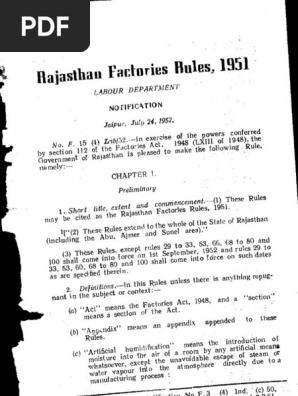 PDF
Rajasthan Factories Rules, 1951
LABOUR DEPARTMENT
NOTIFICATION
Jaipur, July 24, 1952.
No. F. 15 (4) Lab/52.—In exercise of the powers conferred
by section 112 of the Factories Act, 1948 (LXIII of 1948), the
Government of Rajasthan is pleased to make the following Rule,
namely:—
CHAPTER 1.
Preliminary
1. Short title, extent and commencement.—(1) These Rules
may be cited as the Rajasthan Factories Rules, 1951.
"(2) These Rules extend to the whole of the State of Rajasthan
(including the Abu, Ajmer and Sunel area)."
(3) These Rules, except rules 29 to 33, 53, 66, 68 to 80 and
100 shall come into force on 1st September, 1952 and rules 29 to
33, 53, 60, 68 to 80 and 100 shall come into force on such dates
as are specified therein.
2. Definitions.—In this Rules unless there is anything repug-
nant in the subject or context:—
(a) "Act" means the Factories Act, 1948, and a "section"
means a section of the Act.
(b) "Appendix" means an appendix appended to these
Rules.
(c) "Artificial humidification" means the introduction of
moisture into the air of a room by any artificial means
whatsoever, except the unavoidable escape of steam or
water vapour into the atmosphere directly due to a
manufacturing process :
No. F. 3 (4) (c) 60,